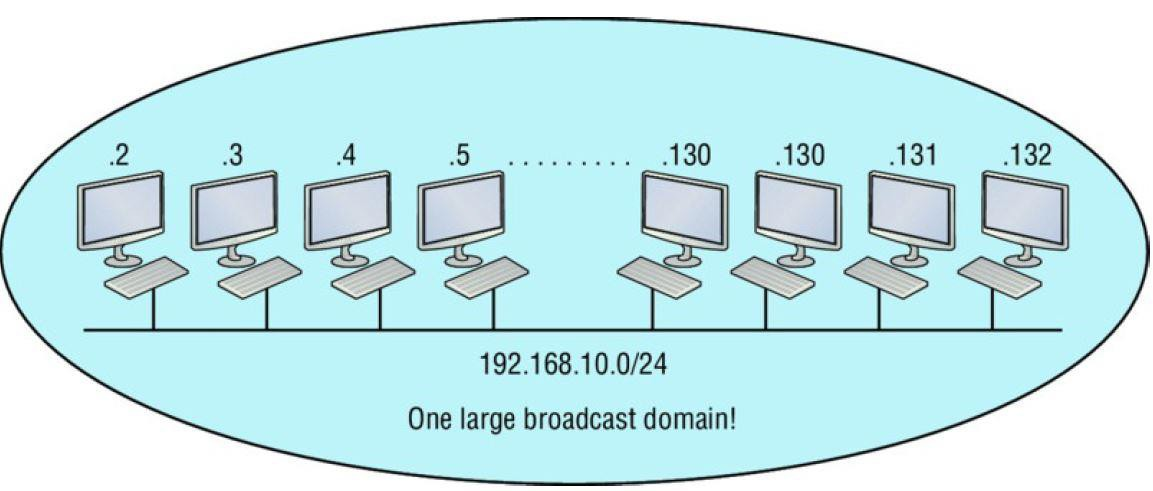 .2 .3 .4 .5 ......... .130 .130 .131 .132
192.168.10.0/24
One large broadcast domain!